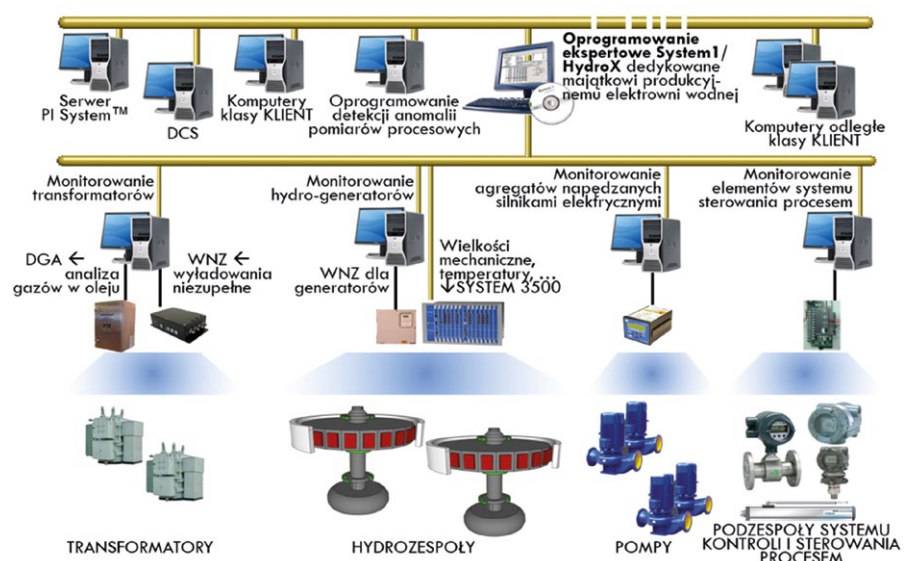 Serwer
PI System™
DCS
Komputery
klasy KLIENT
Oprogramowanie
detekcji anomalii
pomiarów procesowych
Oprogramowanie
ekspertowe System1/
HydroX dedykowane
majątkowi produkcyj-
nemu elektrowni wodnej
Komputery odległe
klasy KLIENT
Monitorowanie
transformatorów
DGA ←
analiza
gazów w oleju
WNZ ←
wyładowania
niezupełne
Monitorowanie
hydro-generatorów
WNZ dla
generatorów
Wielkości
mechaniczne,
temperatury, ...
↓SYSTEM 3500
Monitorowanie
agregatów napędzanych
silnikami elektrycznymi
Monitorowanie
elementów systemu
sterowania procesem
TRANSFORMATORY
HYDROZESPOŁY
POMPY
PODZESPOŁY SYSTEMU
KONTROLI I STEROWANIA
PROCESEM